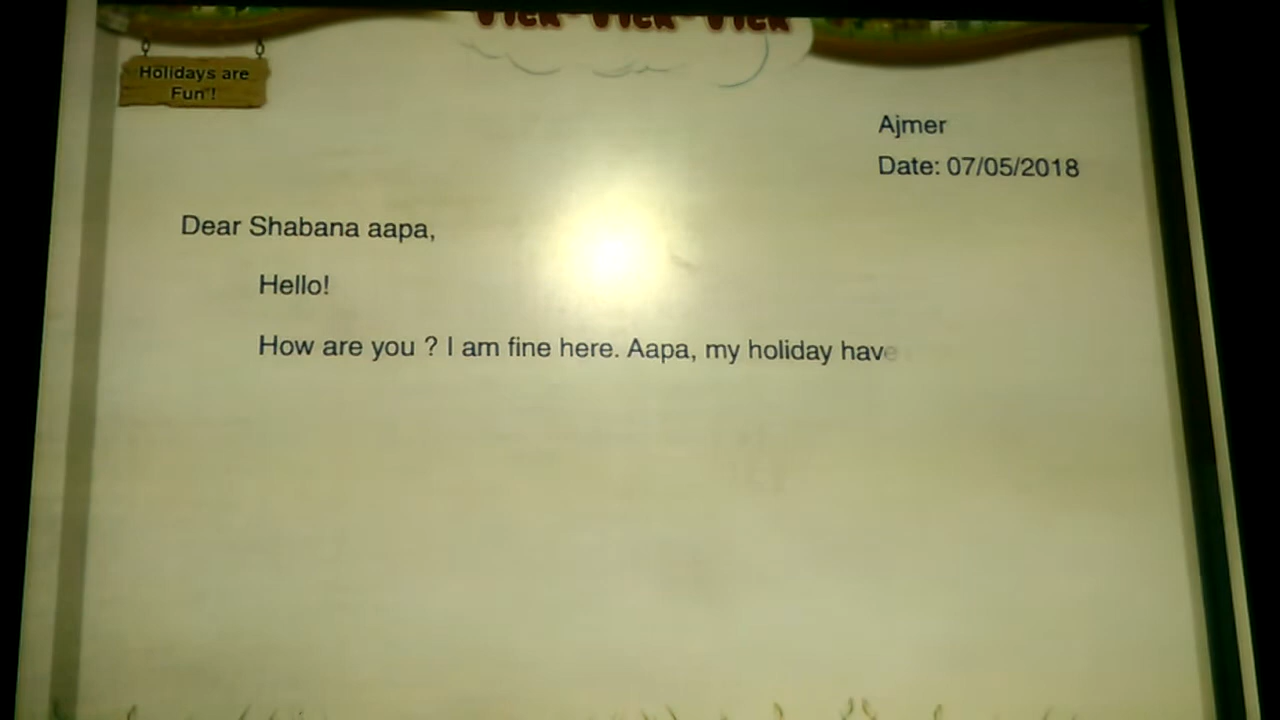 Holidays are
Fun !
Ajmer
Date: 07/05/2018
Dear Shabana aapa,
Hello!
How are you ? I am fine here. Aapa, my holiday have